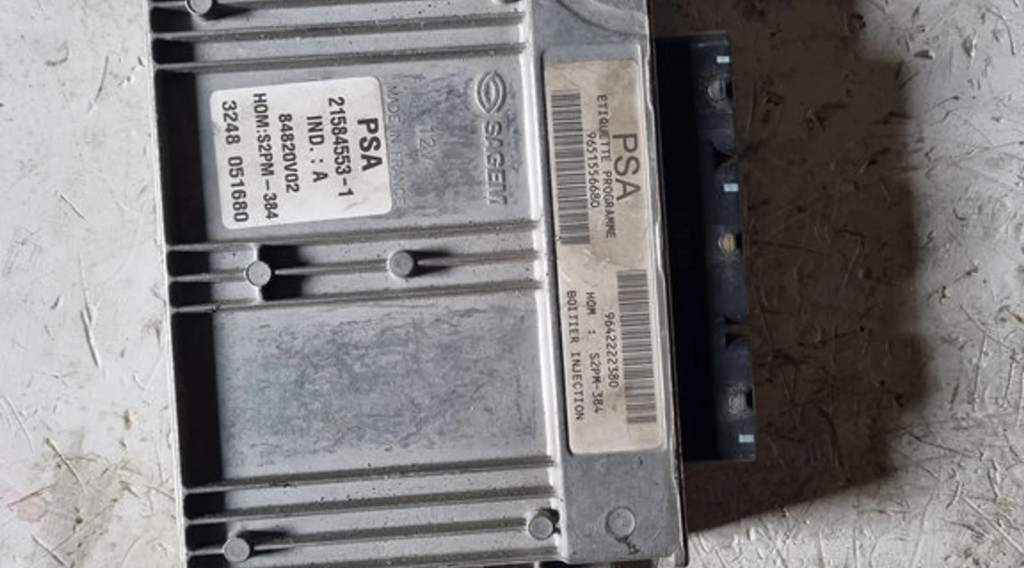 PSA
21584553-1
IND. : A
84820V02
HOM:S2PM-384
3248 051680
SAGEM
12V
MADE IN FRANCE
PSA
ETIQUETTE PROGRAMME
9651556680
9642222380
HOM : S2PM-384
BOITIER INJECTION